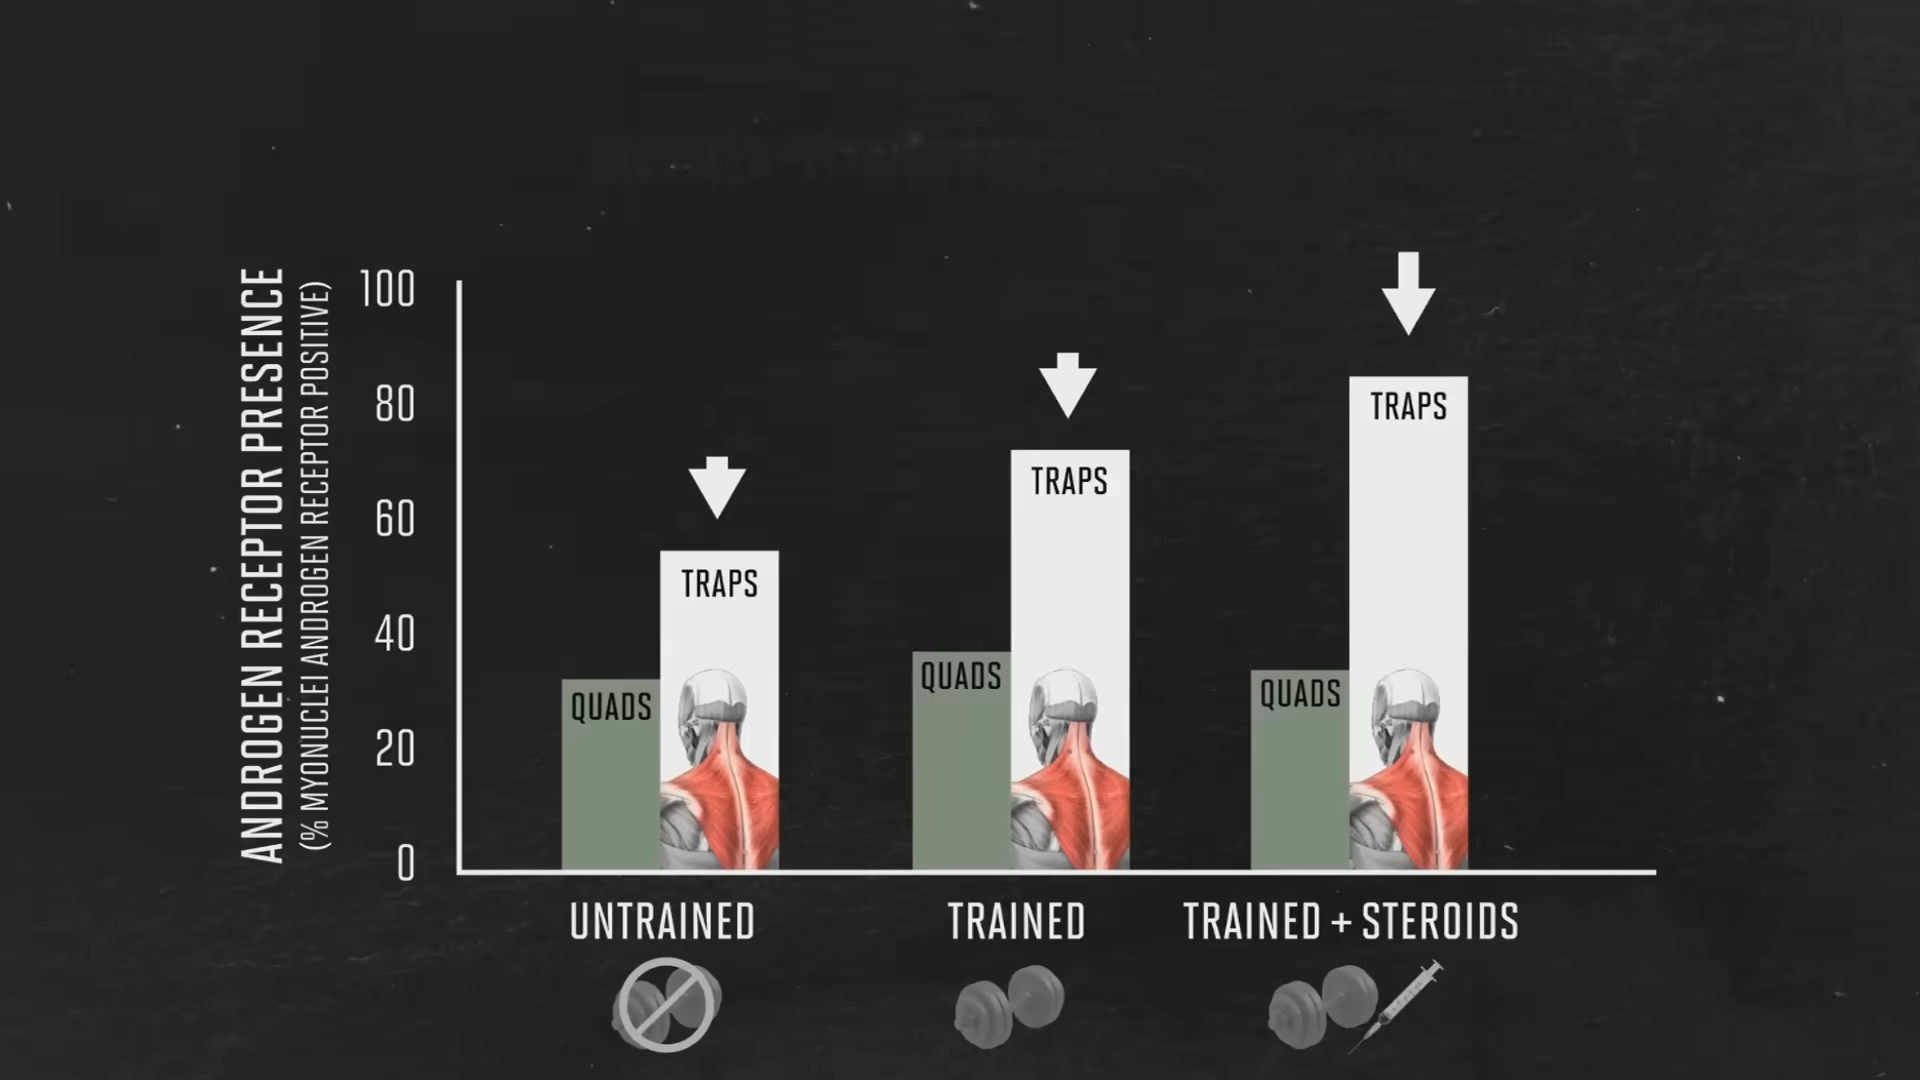 ANDROGEN RECEPTOR PRESENCE
(% MYONUCLEI ANDROGEN RECEPTOR POSITIVE)
100
80
60
40
20
0
QUADS
TRAPS
QUADS
TRAPS
QUADS
TRAPS
UNTRAINED
TRAINED
TRAINED + STEROIDS